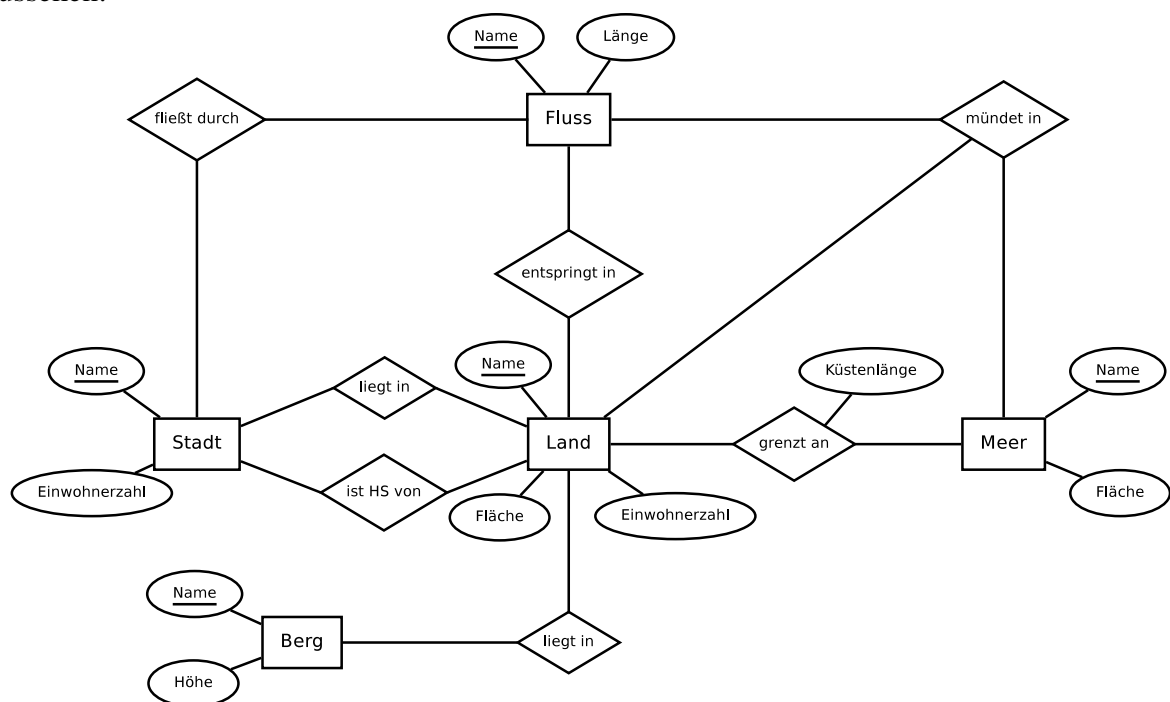 Name
Länge
fließt durch
Fluss
mündet in
entspringt in
Name
liegt in
Name
Küstenlänge
Name
Stadt
Land
grenzt an
Meer
Einwohnerzahl
ist HS von
Fläche
Einwohnerzahl
Fläche
Name
Berg
liegt in
Höhe